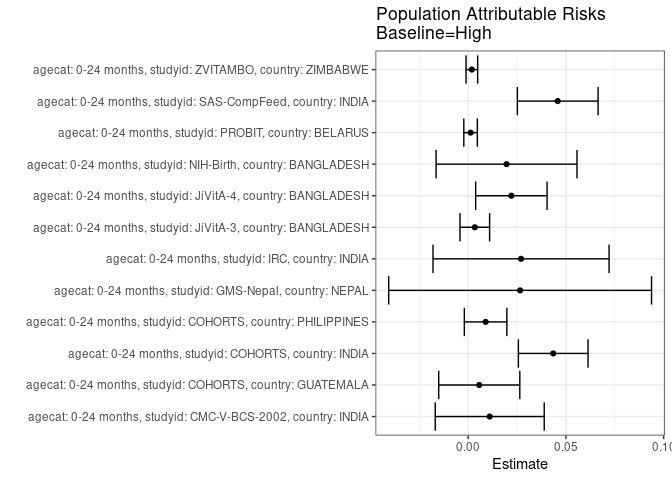 Population Attributable Risks
Baseline=High
agecat: 0-24 months, studyid: ZVITAMBO, country: ZIMBABWE
agecat: 0-24 months, studyid: SAS-CompFeed, country: INDIA
agecat: 0-24 months, studyid: PROBIT, country: BELARUS
agecat: 0-24 months, studyid: NIH-Birth, country: BANGLADESH
agecat: 0-24 months, studyid: JiVitA-4, country: BANGLADESH
agecat: 0-24 months, studyid: JiVitA-3, country: BANGLADESH
agecat: 0-24 months, studyid: IRC, country: INDIA
agecat: 0-24 months, studyid: GMS-Nepal, country: NEPAL
agecat: 0-24 months, studyid: COHORTS, country: PHILIPPINES
agecat: 0-24 months, studyid: COHORTS, country: INDIA
agecat: 0-24 months, studyid: COHORTS, country: GUATEMALA
agecat: 0-24 months, studyid: CMC-V-BCS-2002, country: INDIA
0.00 0.05 0.10
Estimate